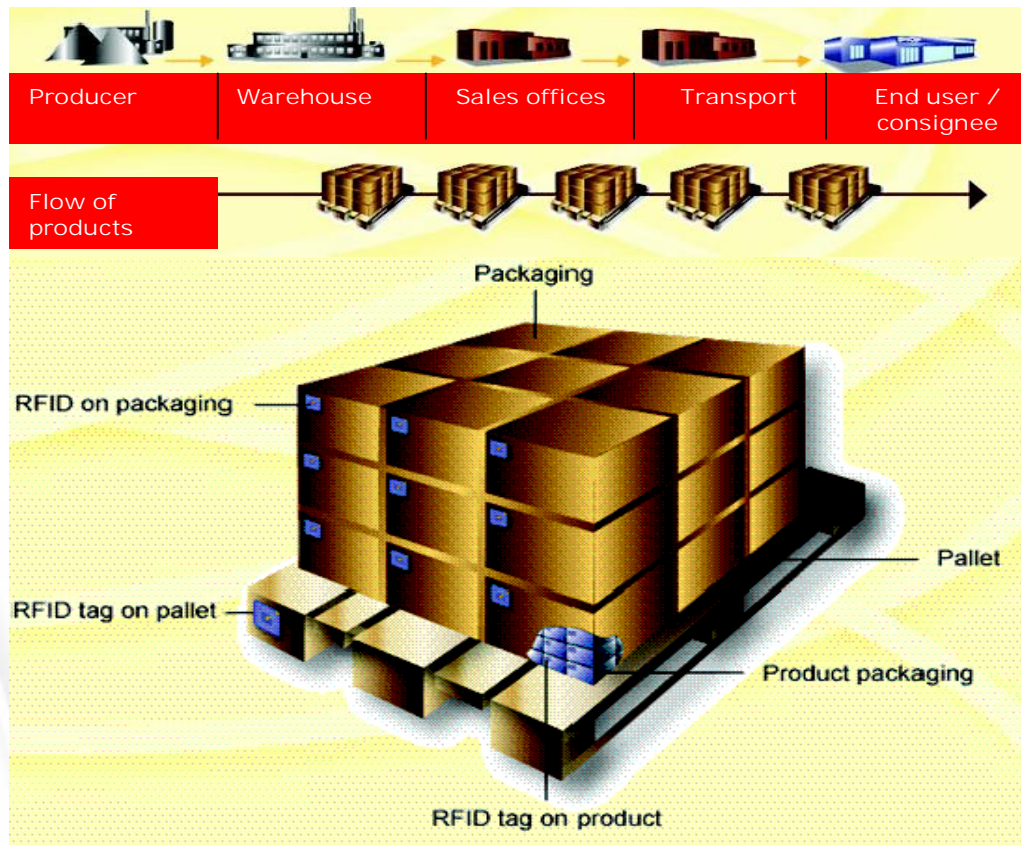 Producer
Warehouse
Sales offices
Transport
End user /
consignee
Flow of
products
Packaging
RFID on packaging
RFID tag on pallet
Pallet
Product packaging
RFID tag on product